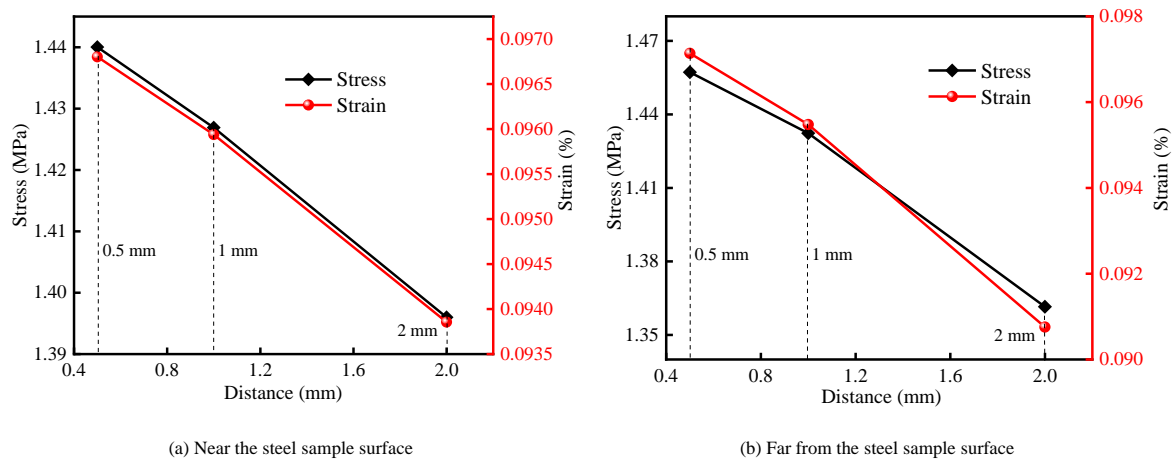 1.44
1.43
1.42
1.41
1.40
1.39
Stress (MPa)
0.4
0.8
1.2
1.6
2.0
Distance (mm)
0.0970
0.0965
0.0960
0.0955
0.0950
0.0945
0.0940
0.0935
Strain (%)
Stress
Strain
0.5 mm
1 mm
2 mm
(a) Near the steel sample surface
1.47
1.44
1.41
1.38
1.35
Stress (MPa)
0.4
0.8
1.2
1.6
2.0
Distance (mm)
0.098
0.096
0.094
0.092
0.090
Strain (%)
Stress
Strain
0.5 mm
1 mm
2 mm
(b) Far from the steel sample surface